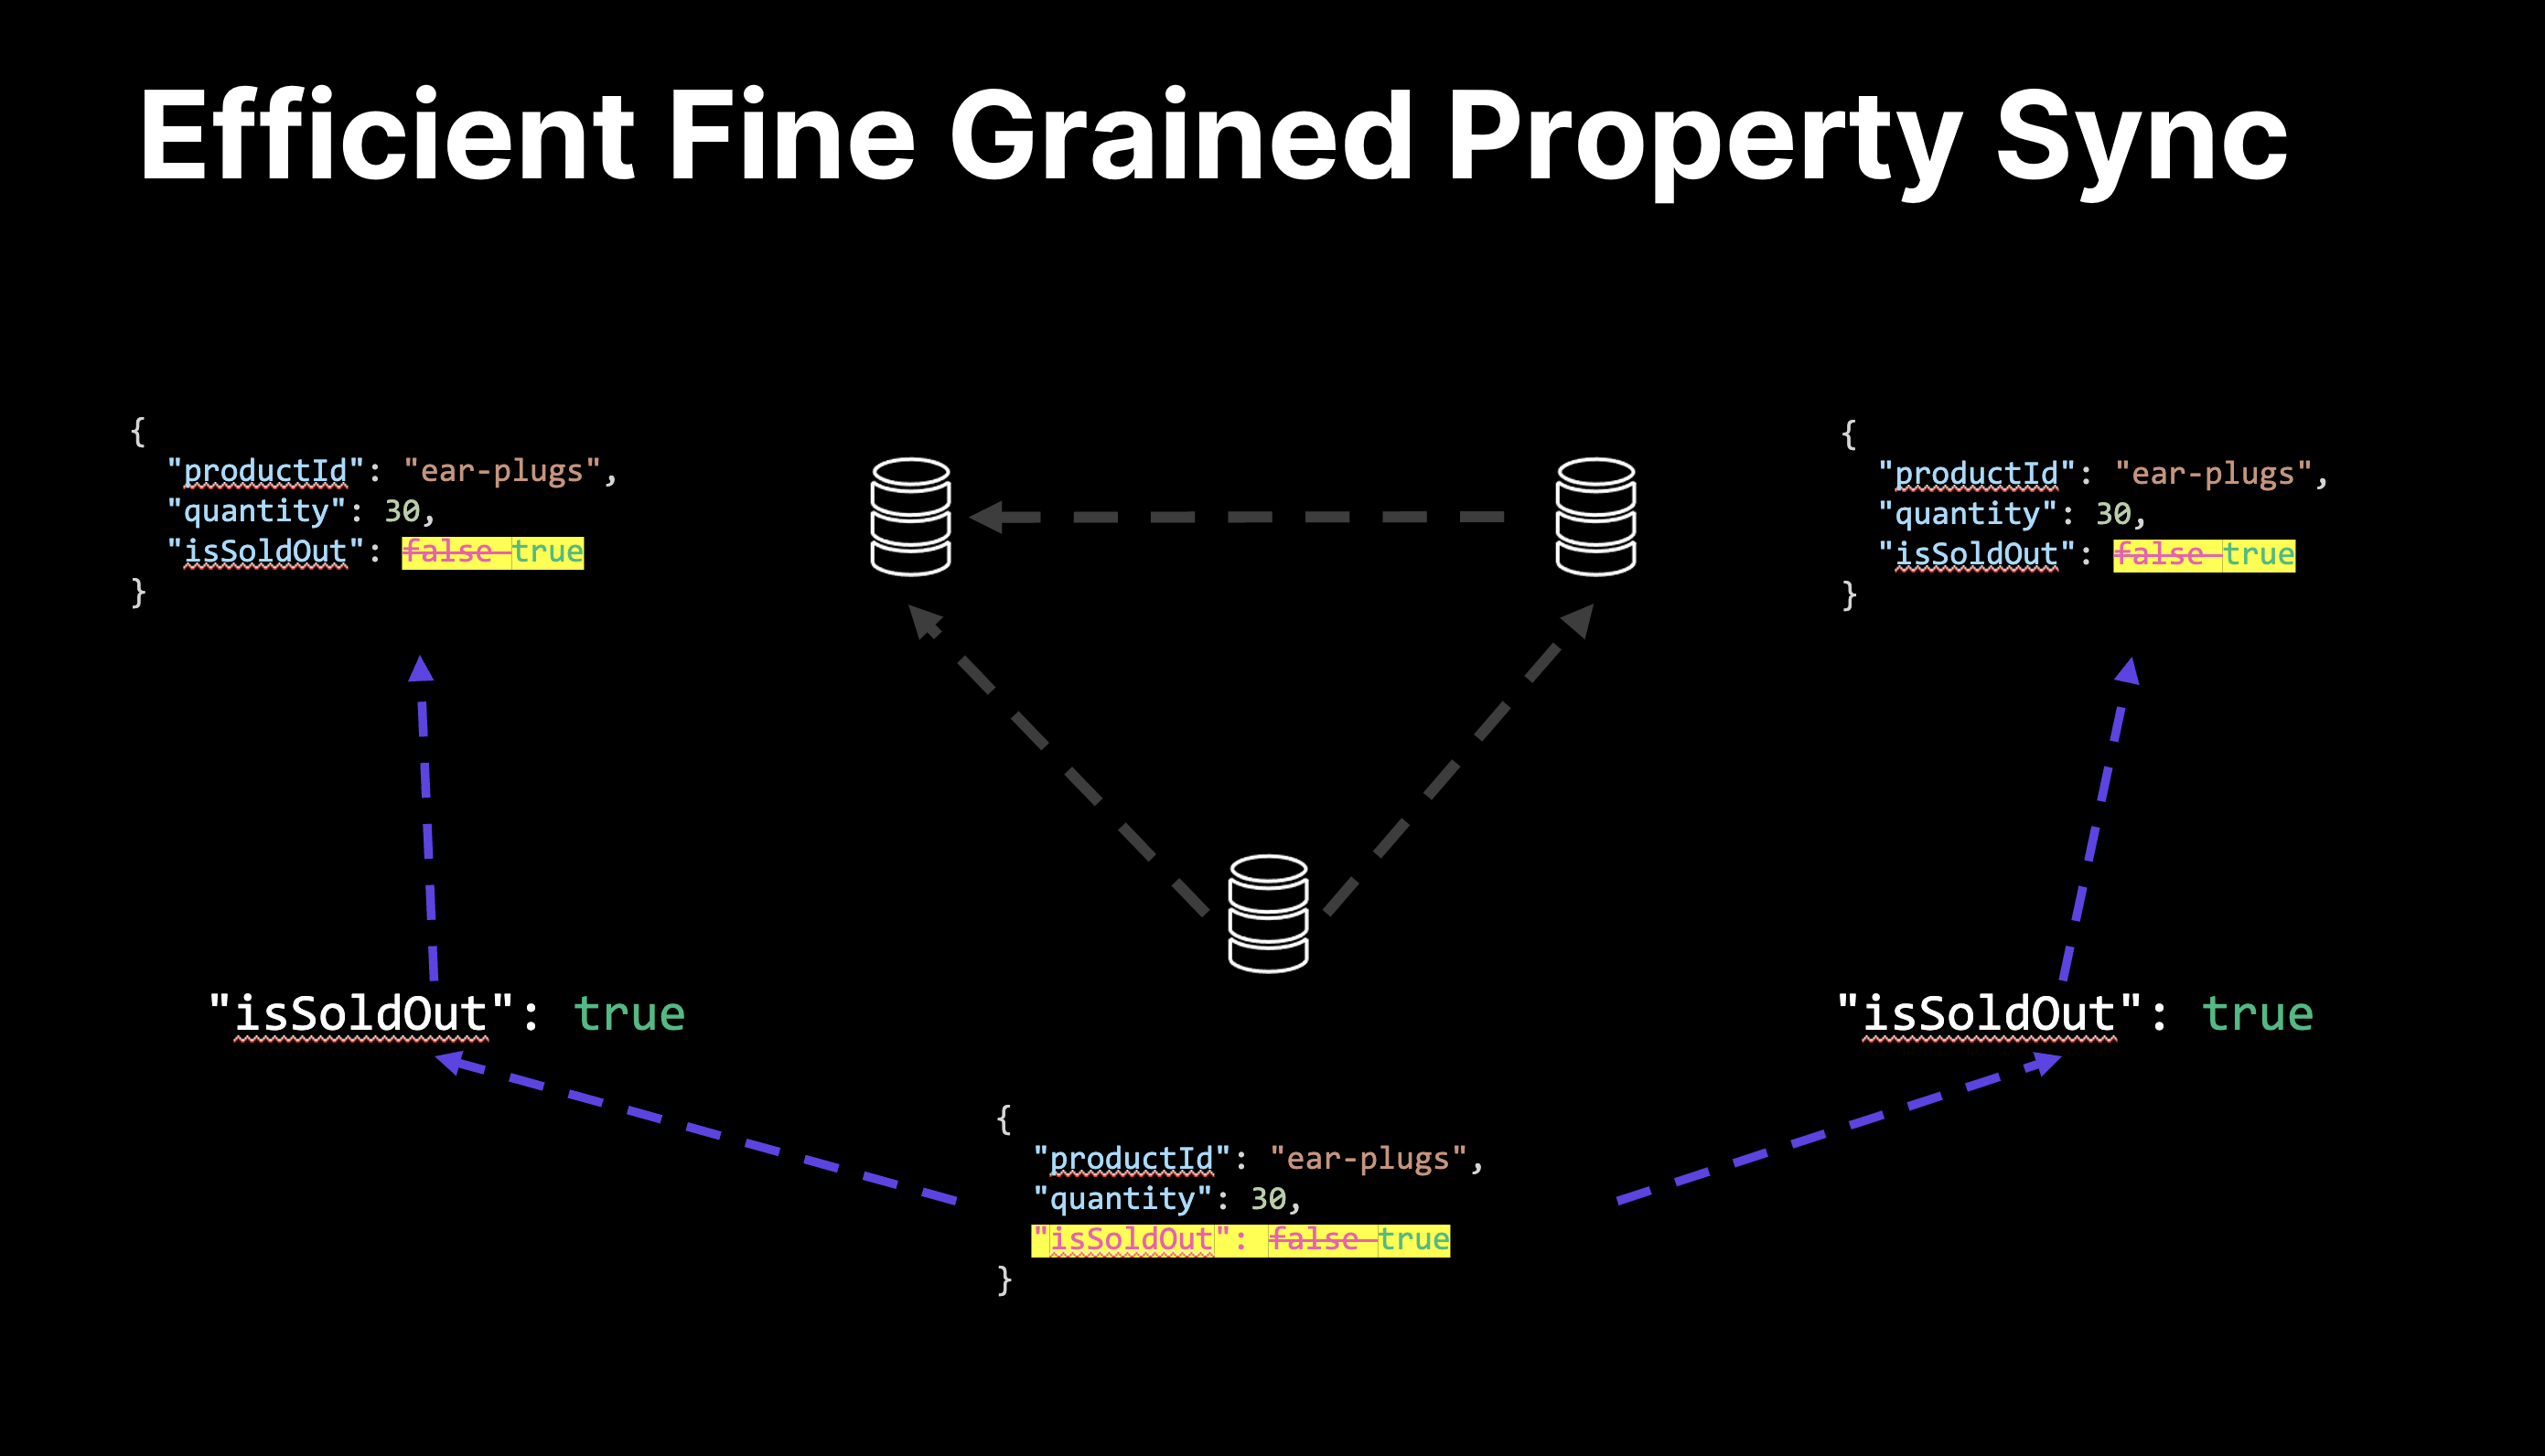 Efficient Fine Grained Property Sync
{
"productId": "ear-plugs",
"quantity": 30,
"isSoldOut": false true
}
{
"productId": "ear-plugs",
"quantity": 30,
"isSoldOut": false true
}
"isSoldOut": true
"isSoldOut": true
{
"productId": "ear-plugs",
"quantity": 30,
"isSoldOut": false true
}